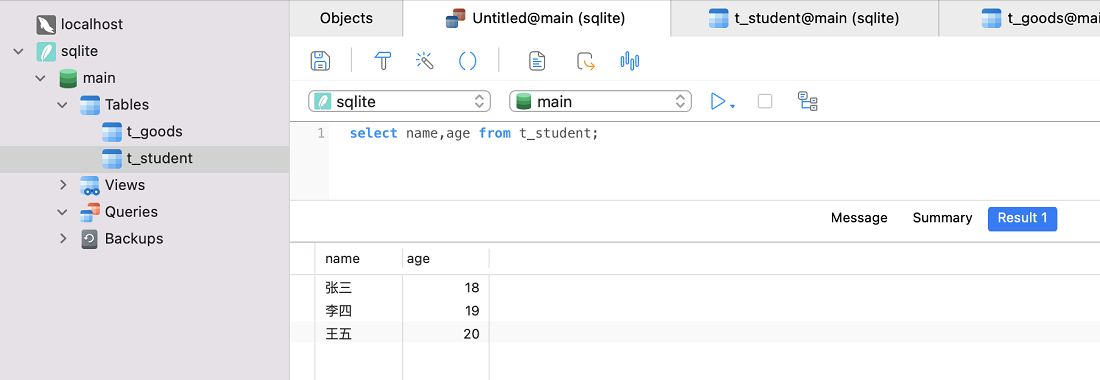 localhost
sqlite
main
Tables
t_goods
t_student
Views
Queries
Backups
Objects Untitled@main (sqlite) t_student@main (sqlite) t_goods@mai
sqlite main
1 select name,age from t_student;
Message Summary Result 1
name age
张三 18
李四 19
王五 20